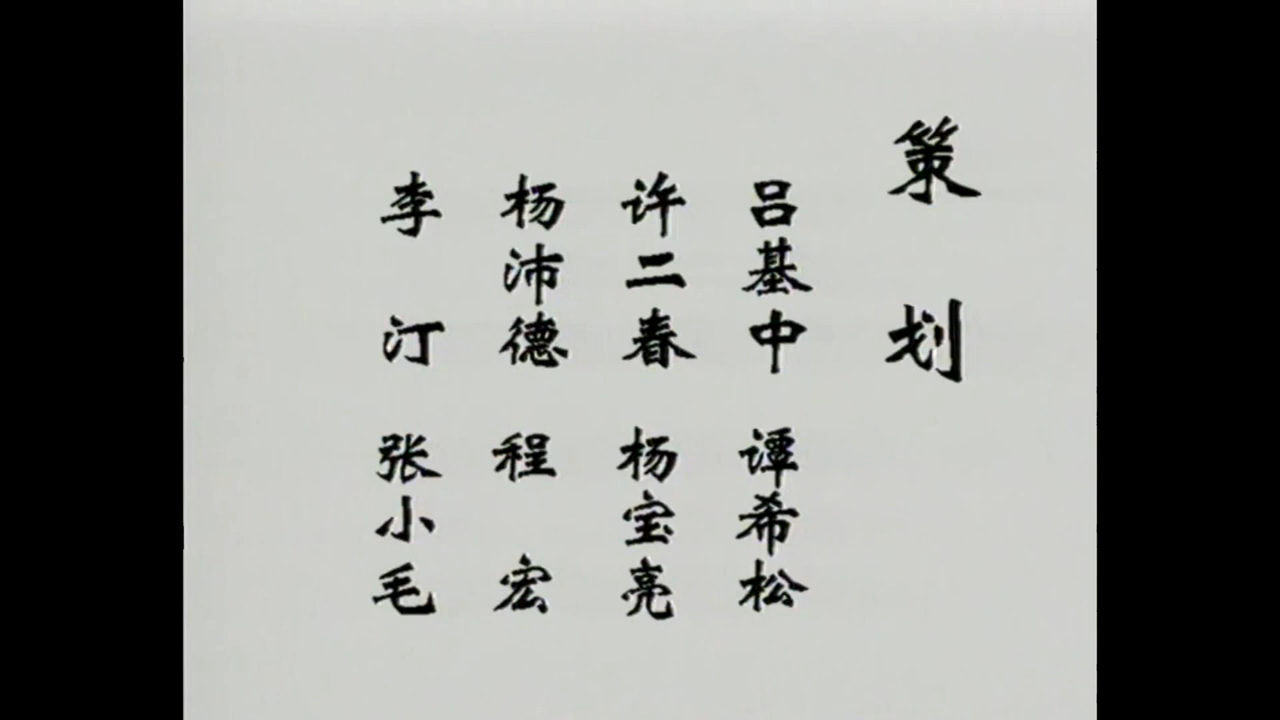 策划
吕基中 谭希松
许二春 杨宝亮
杨沛德 程宏
李汀 张小毛